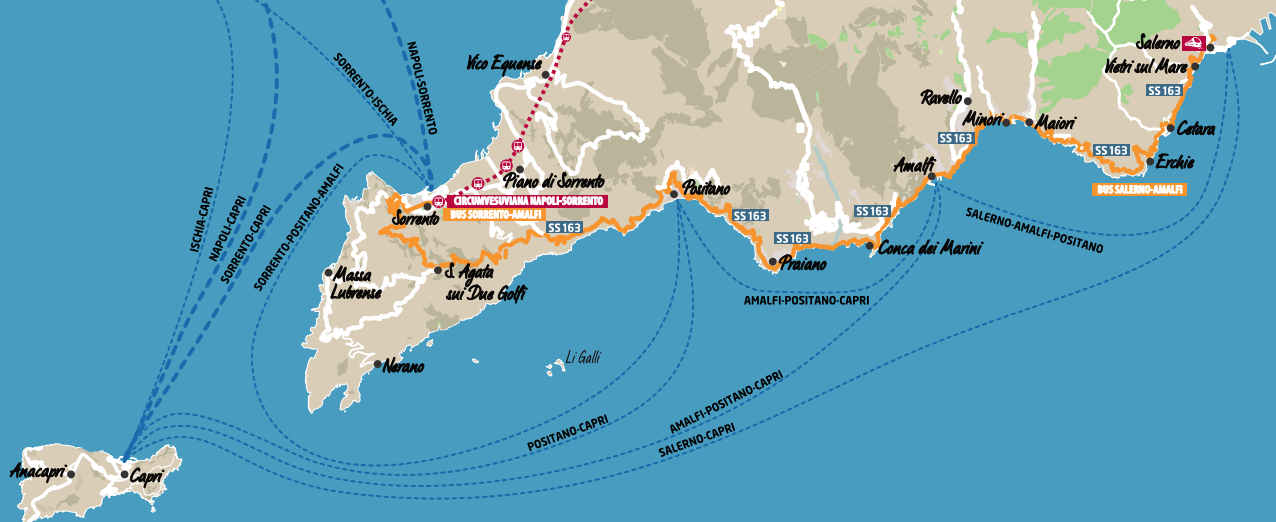 Salerno
Vietri sul Mare
SS163
Vico Equense
SORRENTO-ISCHIA
NAPOLI-SORRENTO
Ravello
Minori
Maiori
Cetara
SS163
SS163
Erchie
Amalfi
BUS SALERNO-AMALFI
Piano di Sorrento
Positano
CIRCUMVESUVIANA NAPOLI-SORRENTO
BUS SORRENTO-AMALFI
Sorrento
SS163
SS163
SS163
SS163
ISCHIA-CAPRI
NAPOLI-CAPRI
SORRENTO-CAPRI
SORRENTO-POSITANO-AMALFI
SALERNO-AMALFI-POSITANO
Conca dei Marini
Praiano
Massa
Lubrense
S. Agata
sui Due Golfi
AMALFI-POSITANO-CAPRI
Li Galli
Nerano
POSITANO-CAPRI
AMALFI-POSITANO-CAPRI
SALERNO-CAPRI
Anacapri
Capri